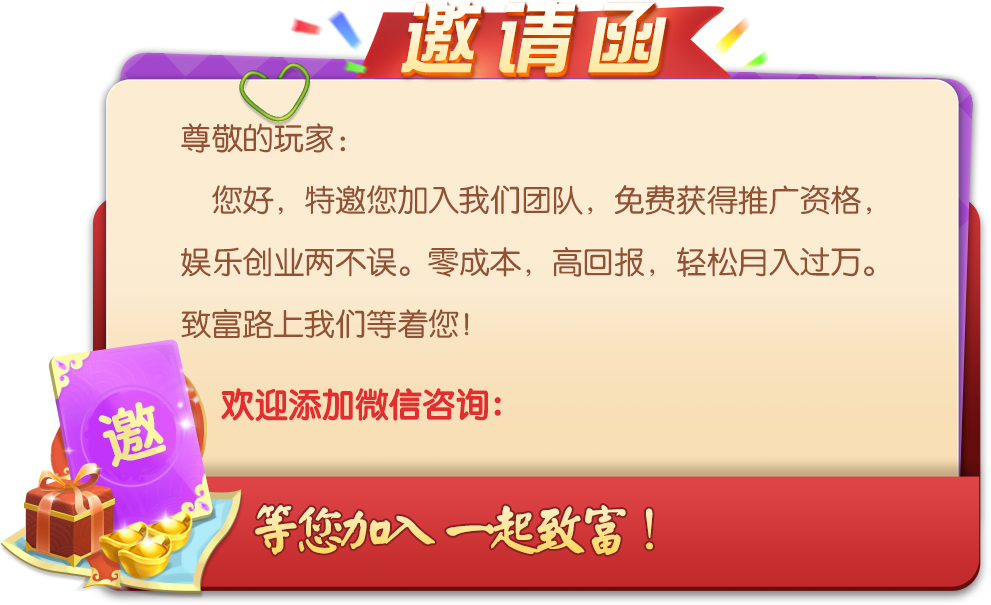 邀请函
尊敬的玩家：
您好，特邀您加入我们团队，免费获得推广资格，
娱乐创业两不误。零成本，高回报，轻松月入过万。
致富路上我们等着您！
欢迎添加微信咨询：
邀
等您加入 一起致富！